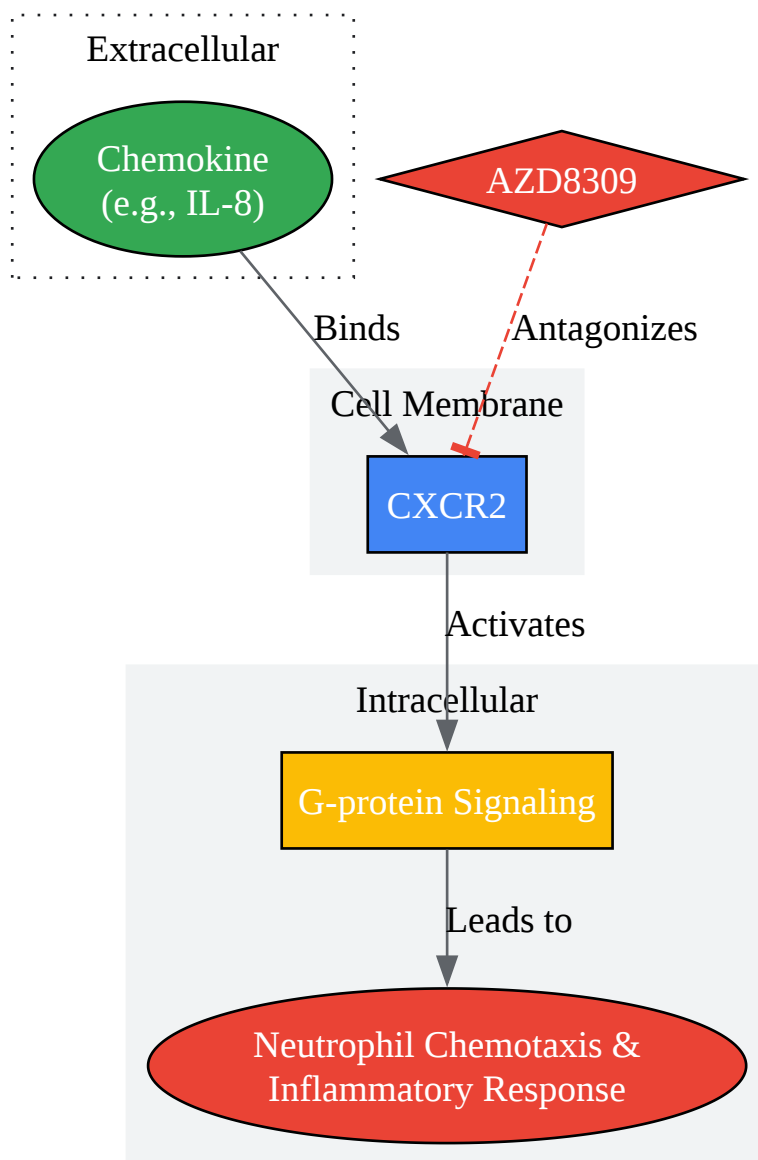 Extracellular
Chemokine
(e.g., IL-8)
AZD8309
Binds
Antagonizes
Cell Membrane
CXCR2
Activates
Intracellular
G-protein Signaling
Leads to
Neutrophil Chemotaxis &
Inflammatory Response